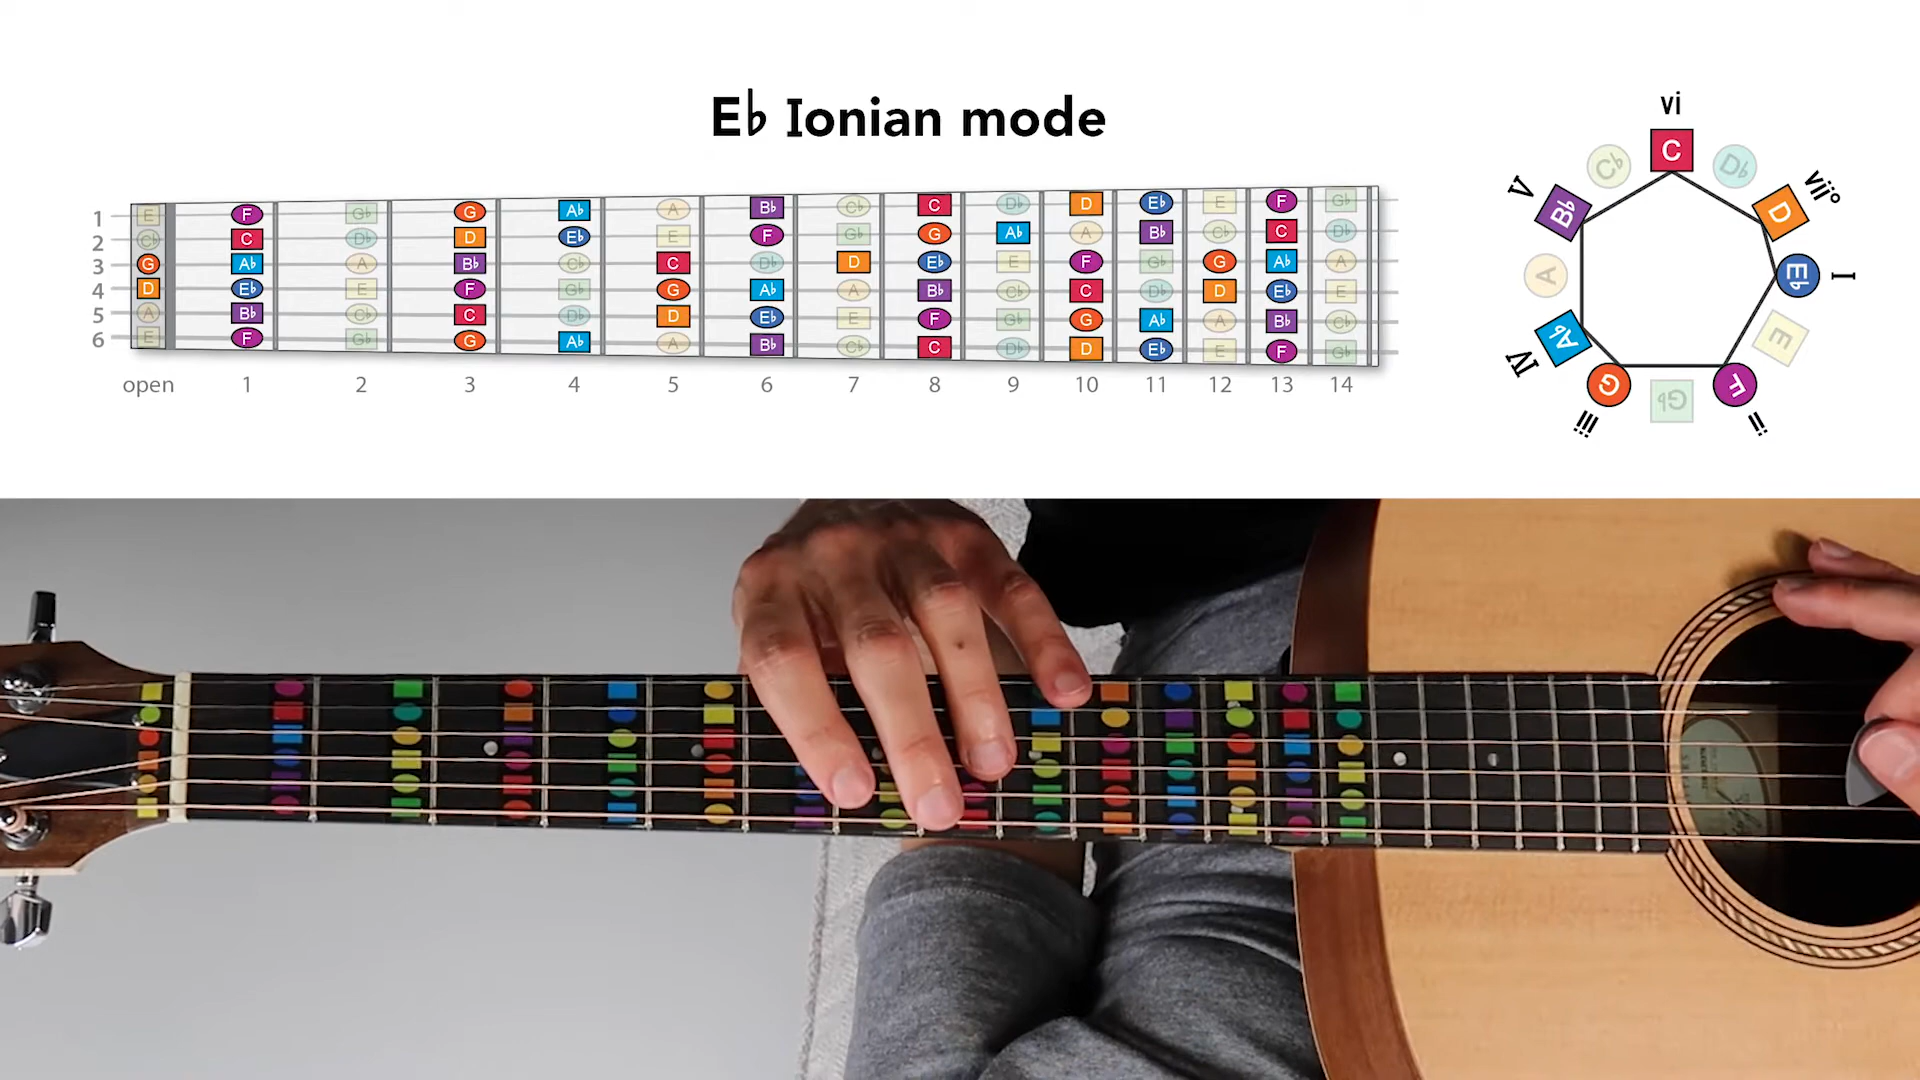 E♭ Ionian mode
1 E F G♭ G A♭ A B♭ C♭ C D♭ D E♭ E F G♭
2 C♭ C D♭ D E♭ E F G♭ G A♭ A B♭ C♭ C D♭
3 G A♭ A B♭ C♭ C D♭ D E♭ E F G♭ G A♭ A
4 D E♭ E F G♭ G A♭ A B♭ C♭ C D♭ D E♭ E
5 A B♭ C♭ C D♭ D E♭ E F G♭ G A♭ A B♭ C♭
6 E F G♭ G A♭ A B♭ C♭ C D♭ D E♭ E F G♭
open 1 2 3 4 5 6 7 8 9 10 11 12 13 14
vi
C
D♭
vii°
D
I
E♭
E
ii
F
G♭
iii
G
IV
A♭
A
V
B♭
C♭